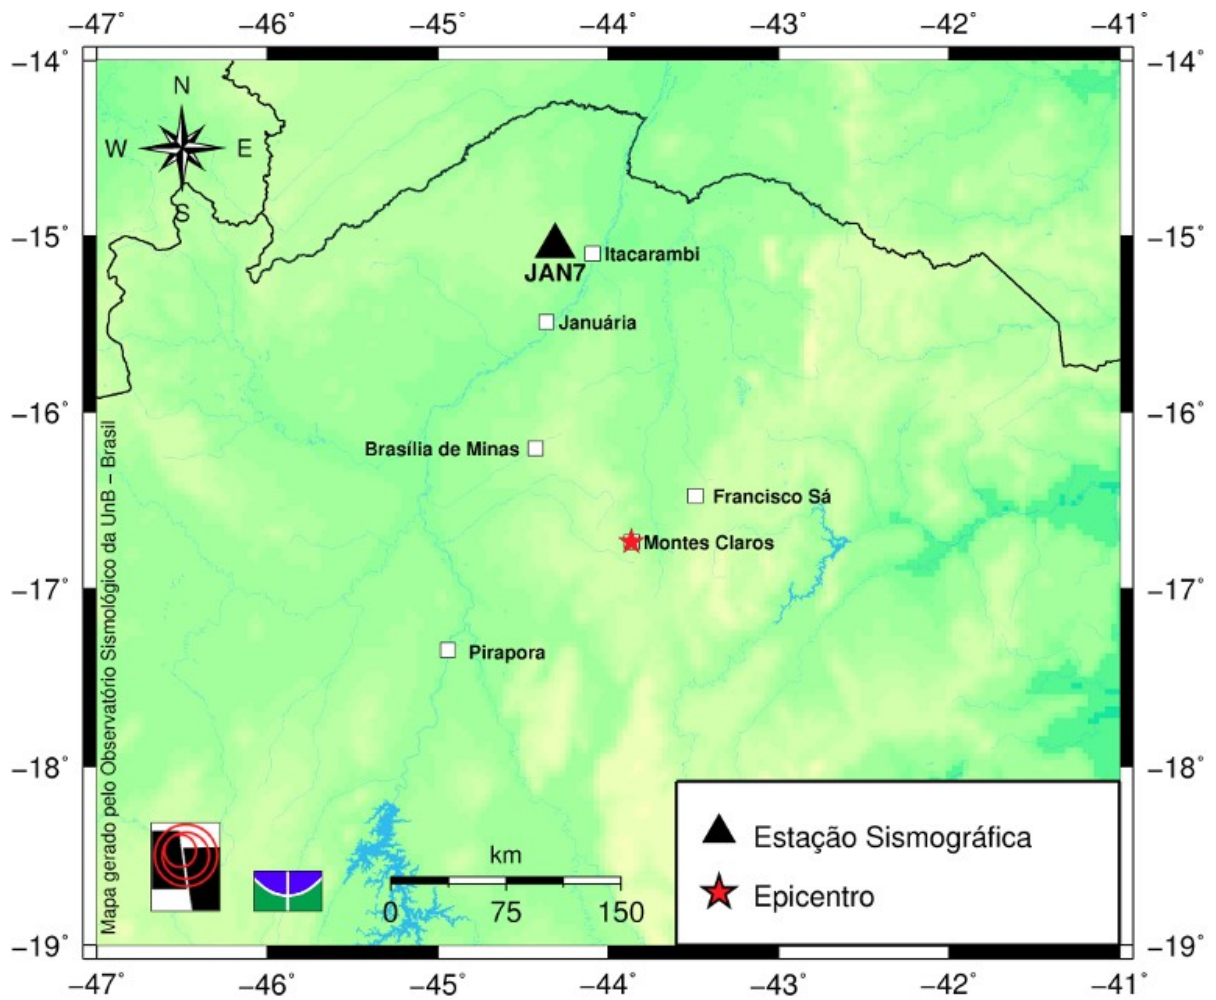 −47˚ −46˚ −45˚ −44˚ −43˚ −42˚ −41˚
−14˚ −14˚
N
W E
S
−15˚ −15˚
Itacarambi
JAN7
Januária
−16˚ −16˚
Brasília de Minas
Francisco Sá
Montes Claros
−17˚ −17˚
Pirapora
−18˚ −18˚
Mapa gerado pelo Observatório Sismológico da UnB – Brasil
km
0 75 150
Estação Sismográfica
Epicentro
−19˚ −19˚
−47˚ −46˚ −45˚ −44˚ −43˚ −42˚ −41˚